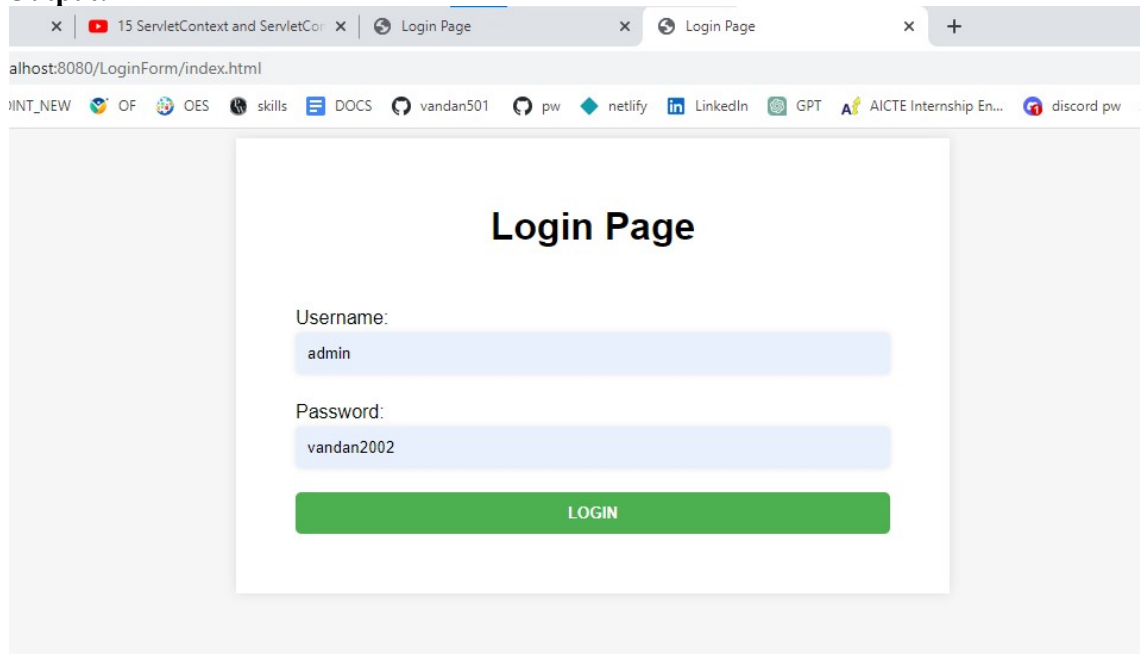 Output:
15 ServletContext and ServletCor Login Page Login Page
alhost:8080/LoginForm/index.html
INT_NEW OF OES skills DOCS vandan501 pw netlify LinkedIn GPT AICTE Internship En... discord pw
Login Page
Username:
admin
Password:
vandan2002
LOGIN